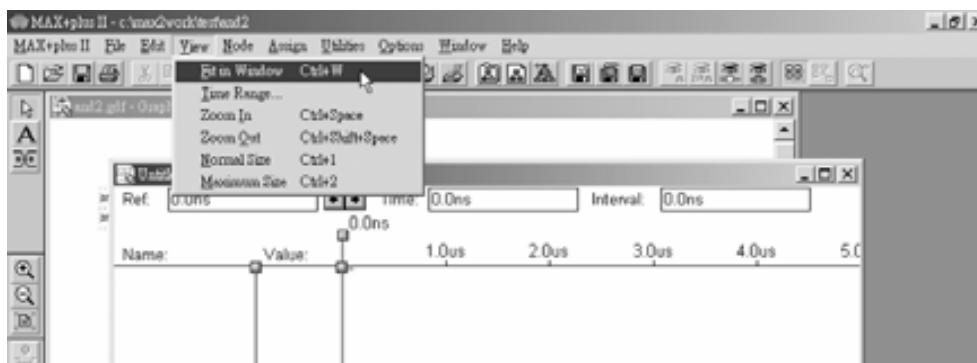 MAX+plus II - c:\max2work\test\and2
MAX+plus II File Edit View Node Assign Utilities Options Window Help
Fit in Window Ctrl+W
Time Range...
Zoom In Ctrl+Space
Zoom Out Ctrl+Shift+Space
Normal Size Ctrl+1
Maximum Size Ctrl+2
and2.gdf - Graph
Ref: 0.0ns Time: 0.0ns Interval: 0.0ns
0.0ns
Name: Value: 1.0us 2.0us 3.0us 4.0us
A